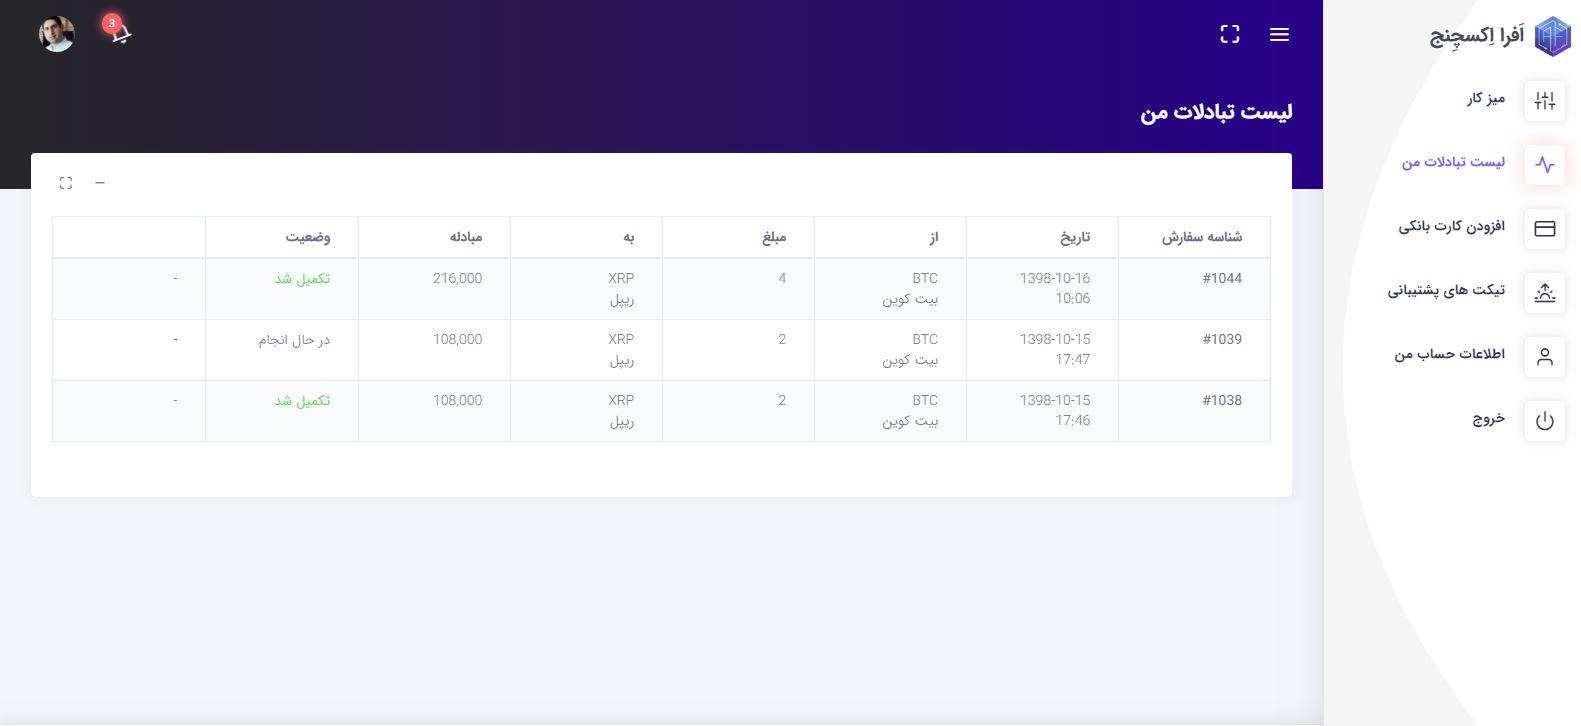 اَفرا اِکسچِنج
میز کار
لیست تبادلات من
افزودن کارت بانکی
تیکت های پشتیبانی
اطلاعات حساب من
خروج
3
لیست تبادلات من
شناسه سفارش تاریخ از مبلغ به مبادله وضعیت
#1044 1398-10-16 BTC 4 XRP 216,000 تکمیل شد -
10:06 بیت کوین ریپل
#1039 1398-10-15 BTC 2 XRP 108,000 در حال انجام -
17:47 بیت کوین ریپل
#1038 1398-10-15 BTC 2 XRP 108,000 تکمیل شد -
17:46 بیت کوین ریپل